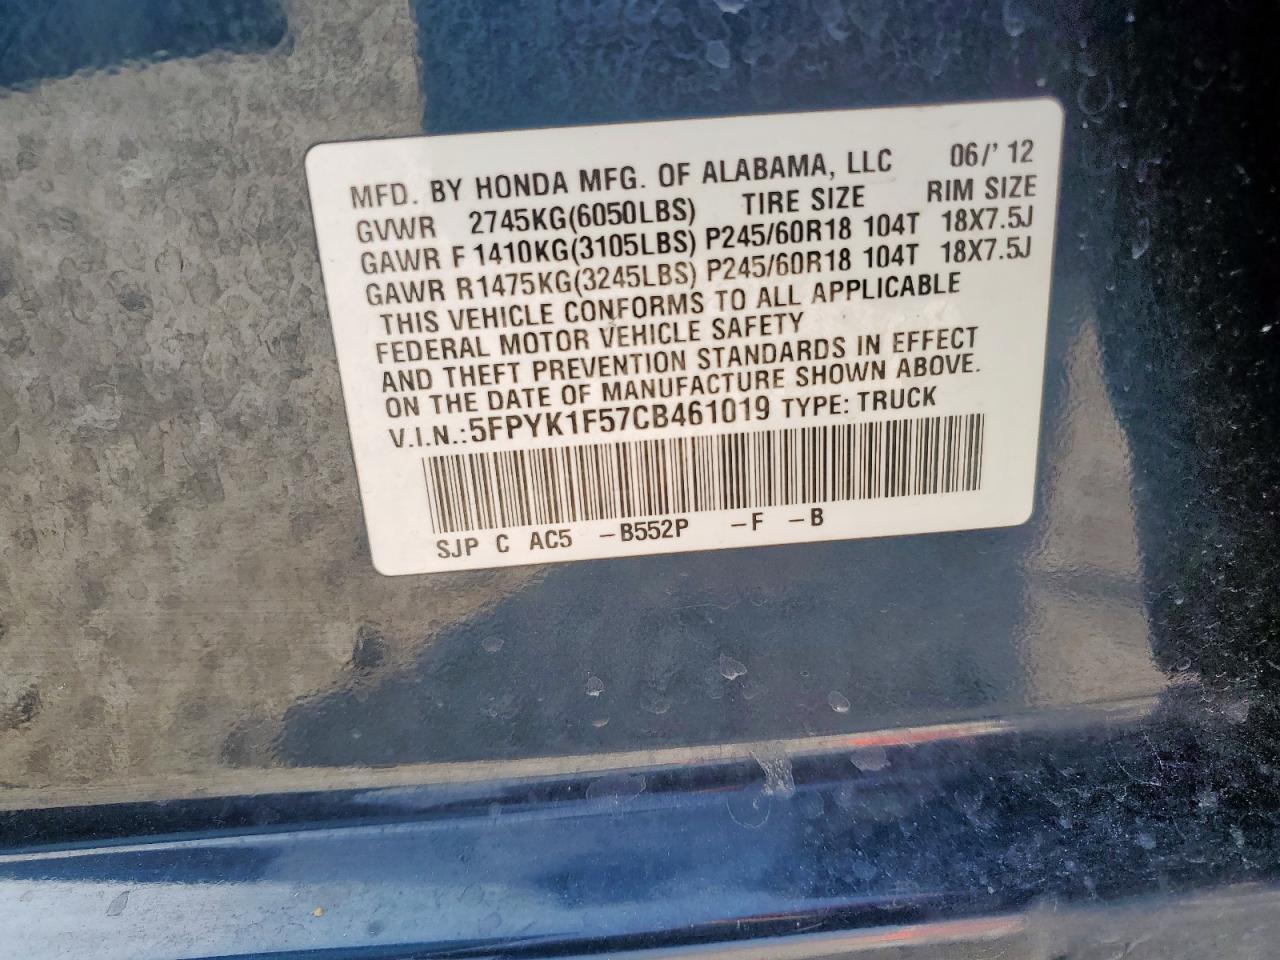 MFD. BY HONDA MFG. OF ALABAMA, LLC 06/' 12
GVWR 2745KG(6050LBS) TIRE SIZE RIM SIZE
GAWR F 1410KG(3105LBS) P245/60R18 104T 18X7.5J
GAWR R1475KG(3245LBS) P245/60R18 104T 18X7.5J
THIS VEHICLE CONFORMS TO ALL APPLICABLE
FEDERAL MOTOR VEHICLE SAFETY
AND THEFT PREVENTION STANDARDS IN EFFECT
ON THE DATE OF MANUFACTURE SHOWN ABOVE.
V.I.N.:5FPYK1F57CB461019 TYPE: TRUCK
SJP C AC5 -B552P -F -B